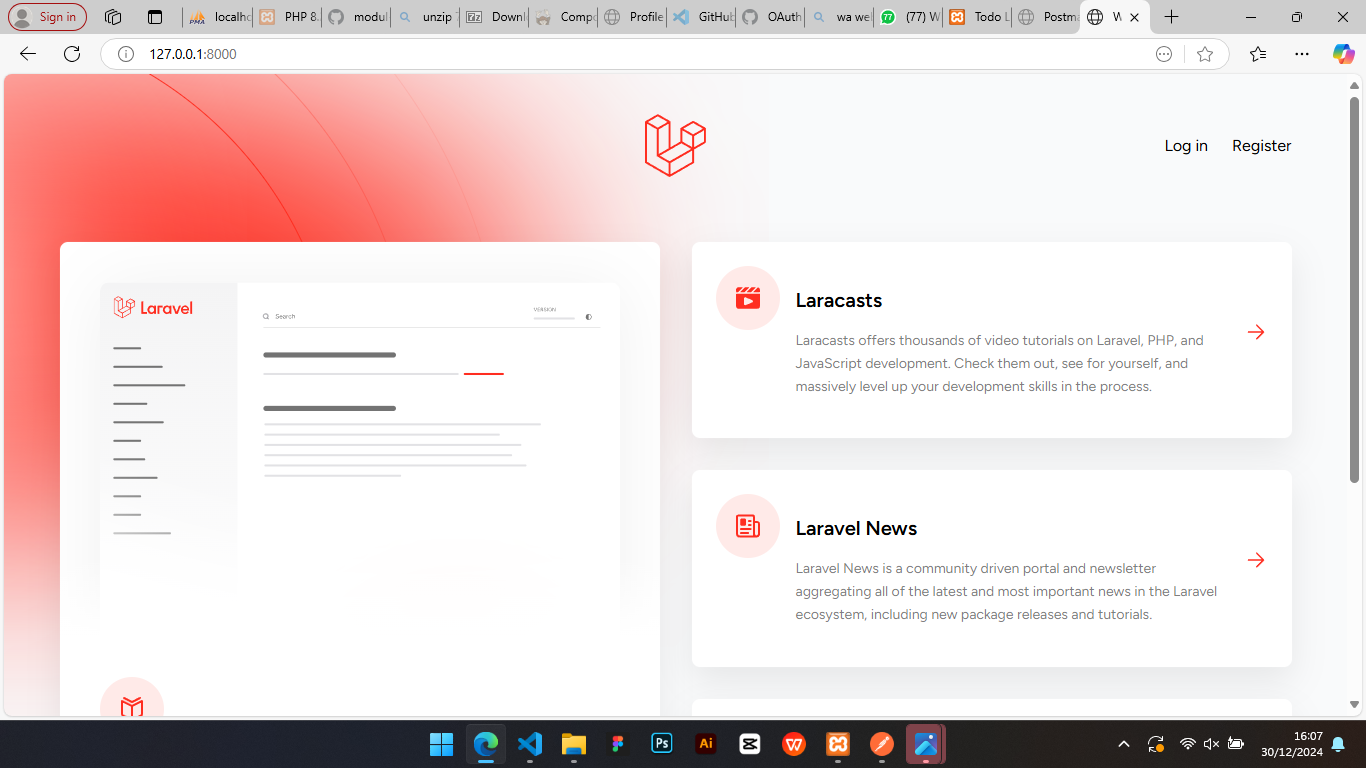 Sign in
localho
PHP 8.
modul
unzip
Downl
Compo
Profile
GitHub
OAuth
wa wel
(77) W
Todo L
Postma
W
127.0.0.1:8000
Log in
Register
Laravel
Search
VERSION
Laracasts
Laracasts offers thousands of video tutorials on Laravel, PHP, and
JavaScript development. Check them out, see for yourself, and
massively level up your development skills in the process.
Laravel News
Laravel News is a community driven portal and newsletter
aggregating all of the latest and most important news in the Laravel
ecosystem, including new package releases and tutorials.
Ps
Ai
16:07
30/12/2024